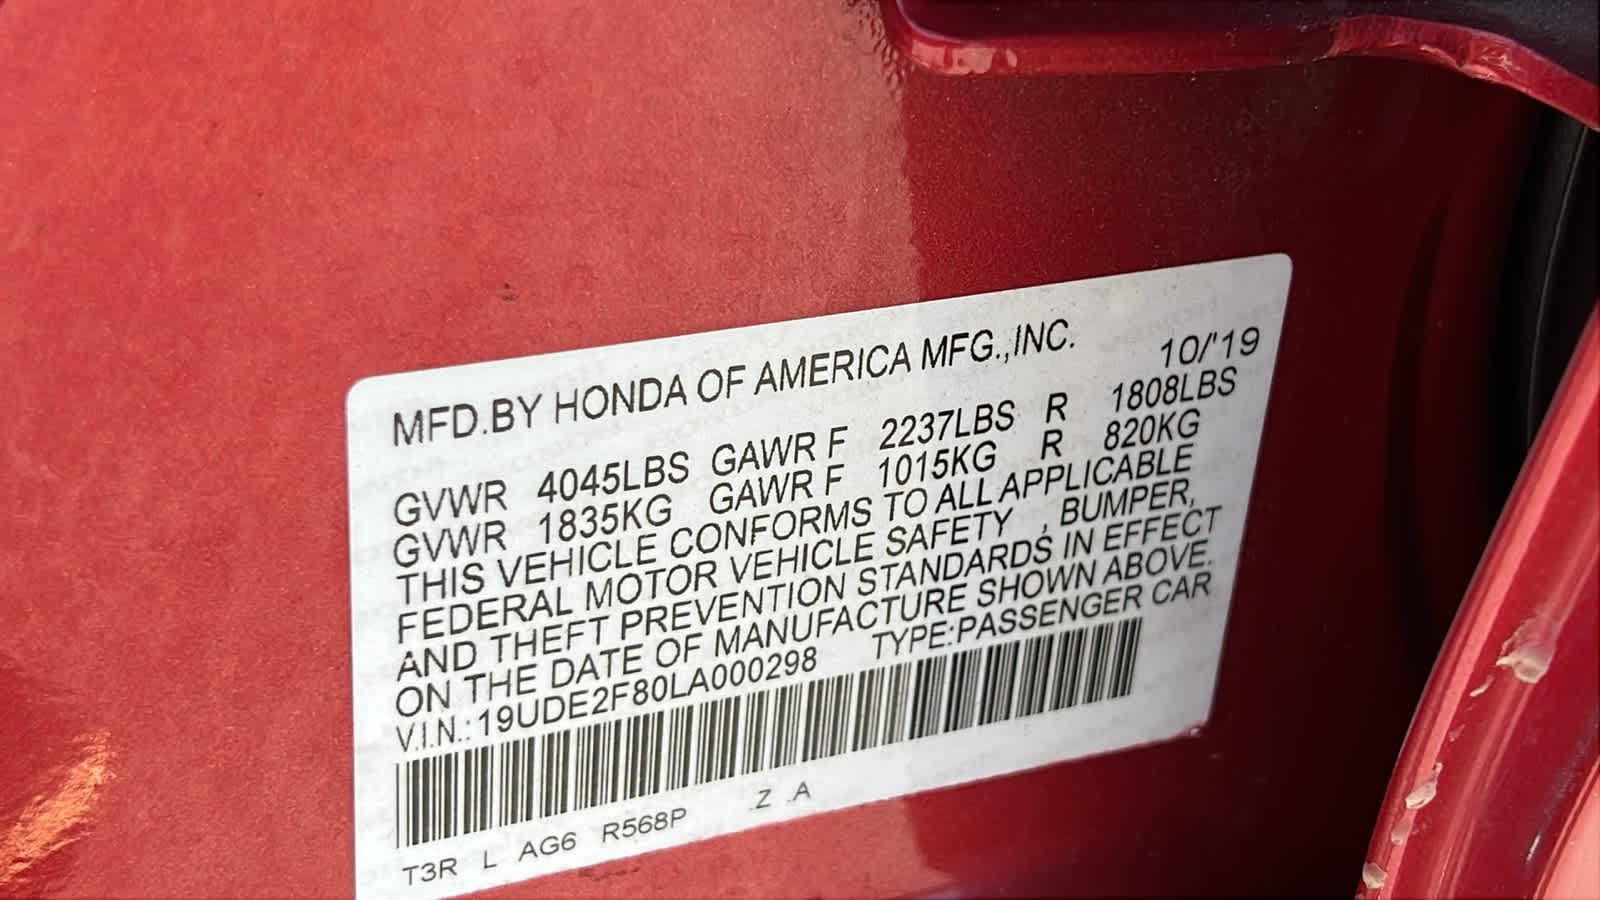 MFD.BY HONDA OF AMERICA MFG.,INC. 10/'19
GVWR 4045LBS GAWR F 2237LBS R 1808LBS
GVWR 1835KG GAWR F 1015KG R 820KG
THIS VEHICLE CONFORMS TO ALL APPLICABLE
FEDERAL MOTOR VEHICLE SAFETY , BUMPER,
AND THEFT PREVENTION STANDARDS IN EFFECT
ON THE DATE OF MANUFACTURE SHOWN ABOVE.
V.I.N.:19UDE2F80LA000298 TYPE:PASSENGER CAR
T3R L AG6 R568P Z A